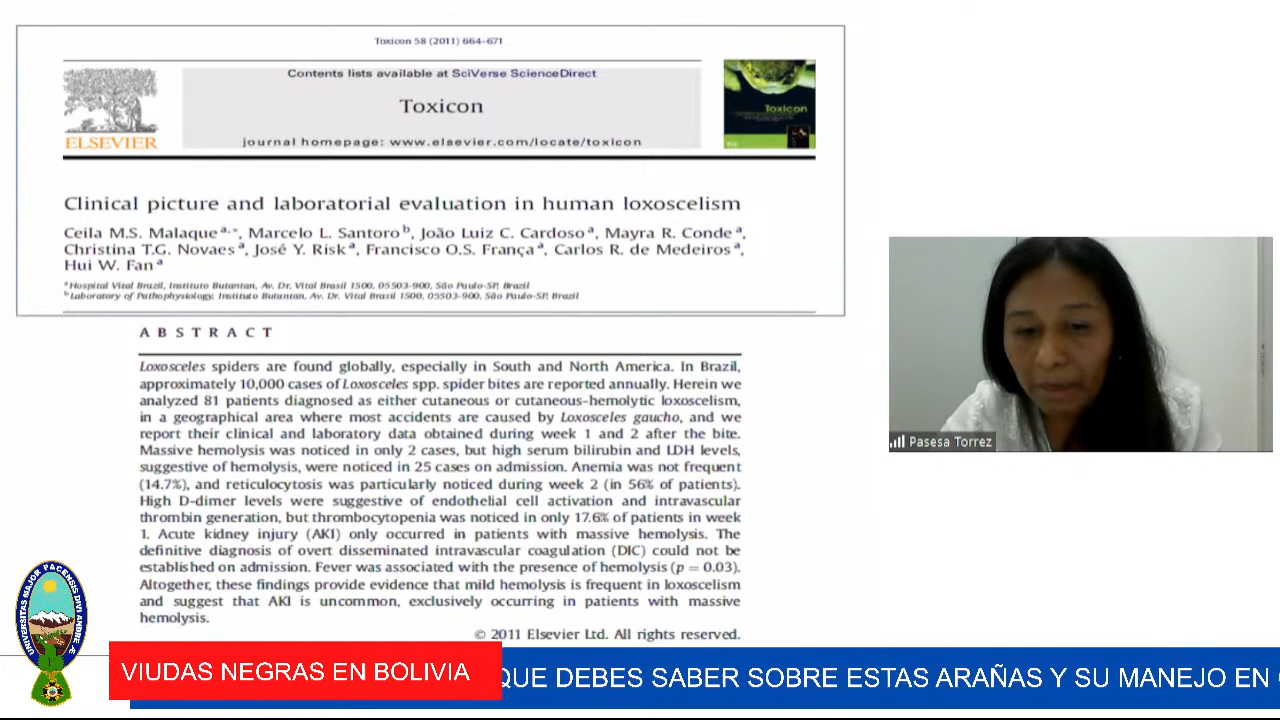 Toxicon 58 (2011) 664–671
Contents lists available at SciVerse ScienceDirect
Toxicon
journal homepage: www.elsevier.com/locate/toxicon
ELSEVIER
Toxicon
Clinical picture and laboratorial evaluation in human loxoscelism
Ceila M.S. Malaque a,*, Marcelo L. Santoro b, João Luiz C. Cardoso a, Mayra R. Conde a,
Christina T.G. Novaes a, José Y. Risk a, Francisco O.S. França a, Carlos R. de Medeiros a,
Hui W. Fan a
a Hospital Vital Brazil, Instituto Butantan, Av. Dr. Vital Brasil 1500, 05503-900, São Paulo-SP, Brazil
b Laboratory of Pathophysiology, Instituto Butantan, Av. Dr. Vital Brasil 1500, 05503-900, São Paulo-SP, Brazil
ABSTRACT
Loxosceles spiders are found globally, especially in South and North America. In Brazil,
approximately 10,000 cases of Loxosceles spp. spider bites are reported annually. Herein we
analyzed 81 patients diagnosed as either cutaneous or cutaneous-hemolytic loxoscelism,
in a geographical area where most accidents are caused by Loxosceles gaucho, and we
report their clinical and laboratory data obtained during week 1 and 2 after the bite.
Massive hemolysis was noticed in only 2 cases, but high serum bilirubin and LDH levels,
suggestive of hemolysis, were noticed in 25 cases on admission. Anemia was not frequent
(14.7%), and reticulocytosis was particularly noticed during week 2 (in 56% of patients).
High D-dimer levels were suggestive of endothelial cell activation and intravascular
thrombin generation, but thrombocytopenia was noticed in only 17.6% of patients in week
1. Acute kidney injury (AKI) only occurred in patients with massive hemolysis. The
definitive diagnosis of overt disseminated intravascular coagulation (DIC) could not be
established on admission. Fever was associated with the presence of hemolysis (p = 0.03).
Altogether, these findings provide evidence that mild hemolysis is frequent in loxoscelism
and suggest that AKI is uncommon, exclusively occurring in patients with massive
hemolysis.
© 2011 Elsevier Ltd. All rights reserved.
Pasesa Torrez
VIUDAS NEGRAS EN BOLIVIA
QUE DEBES SABER SOBRE ESTAS ARAÑAS Y SU MANEJO EN